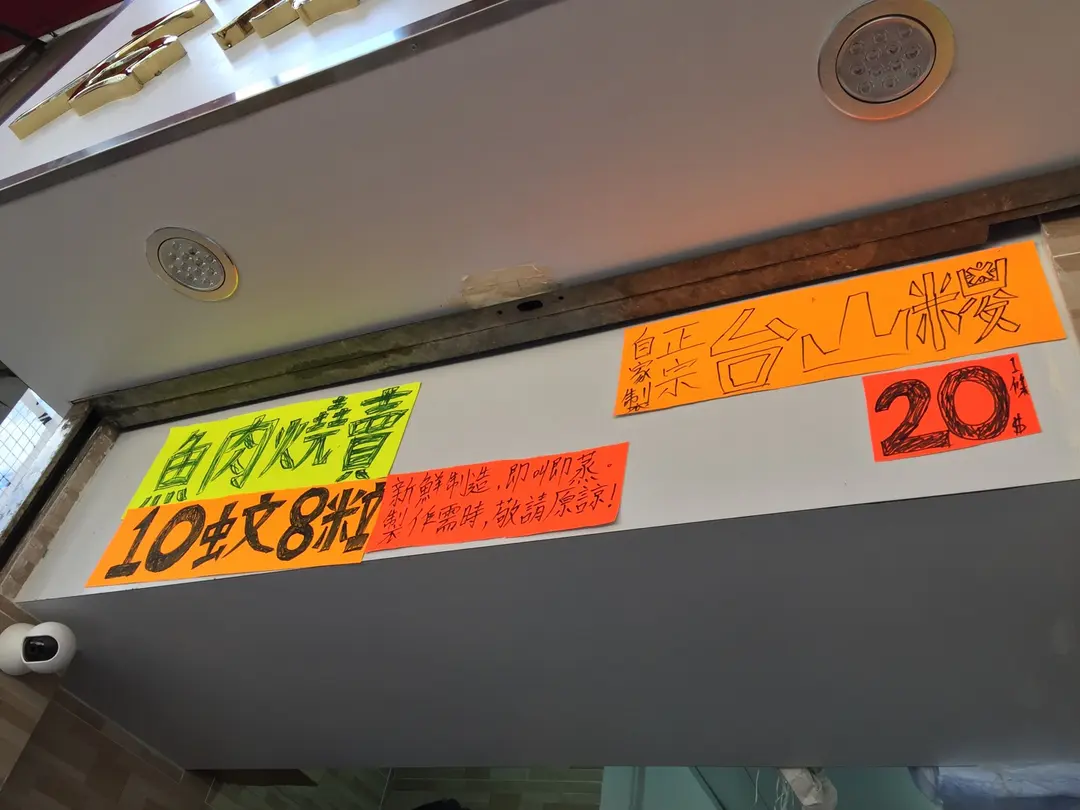 魚肉燒賣
10蚊8粒
新鮮制造,即叫即蒸。
製作需時,敬請原諒!
自家製
正宗
台山糭
20
1條
$